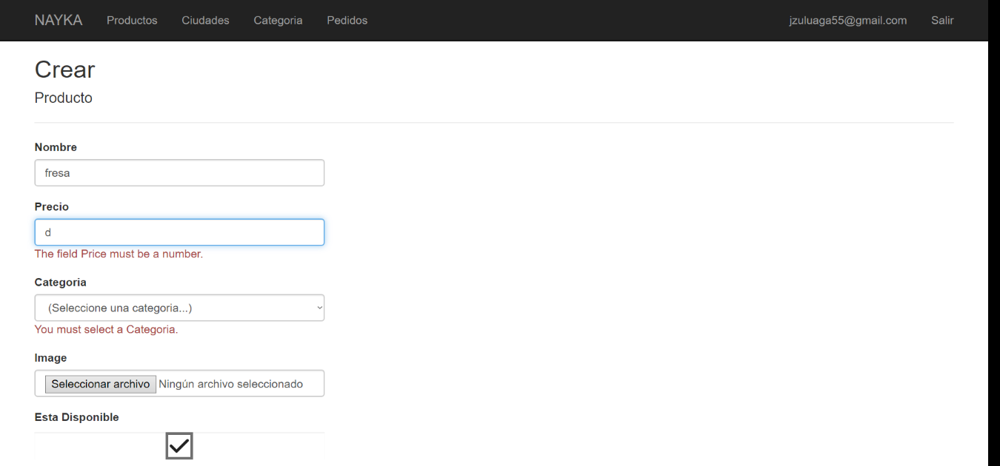 NAYKA Productos Ciudades Categoria Pedidos jzuluaga55@gmail.com Salir
Crear
Producto
Nombre
fresa
Precio
d
The field Price must be a number.
Categoria
(Seleccione una categoria...)
You must select a Categoria.
Image
Seleccionar archivo Ningún archivo seleccionado
Esta Disponible